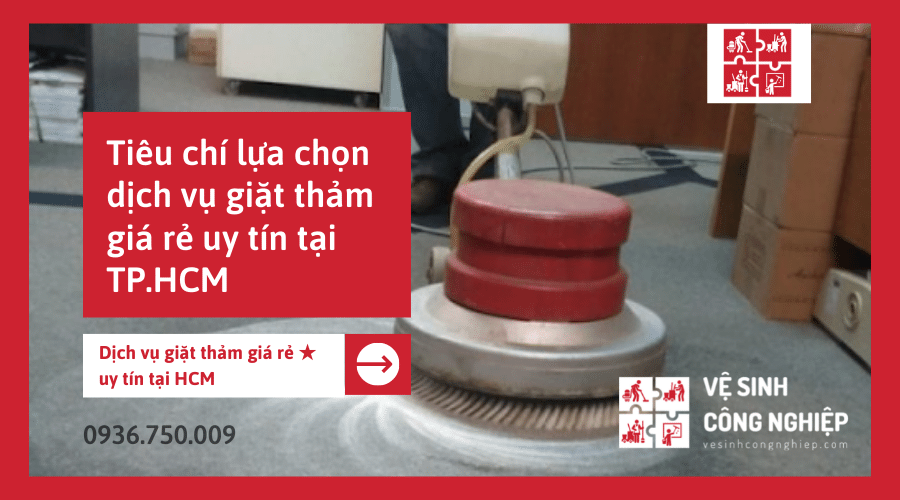 Tiêu chí lựa chọn
dịch vụ giặt thảm
giá rẻ uy tín tại
TP.HCM
Dịch vụ giặt thảm giá rẻ ★
uy tín tại HCM
0936.750.009
VỆ SINH
CÔNG NGHIỆP
vesinhcongnghiep.com